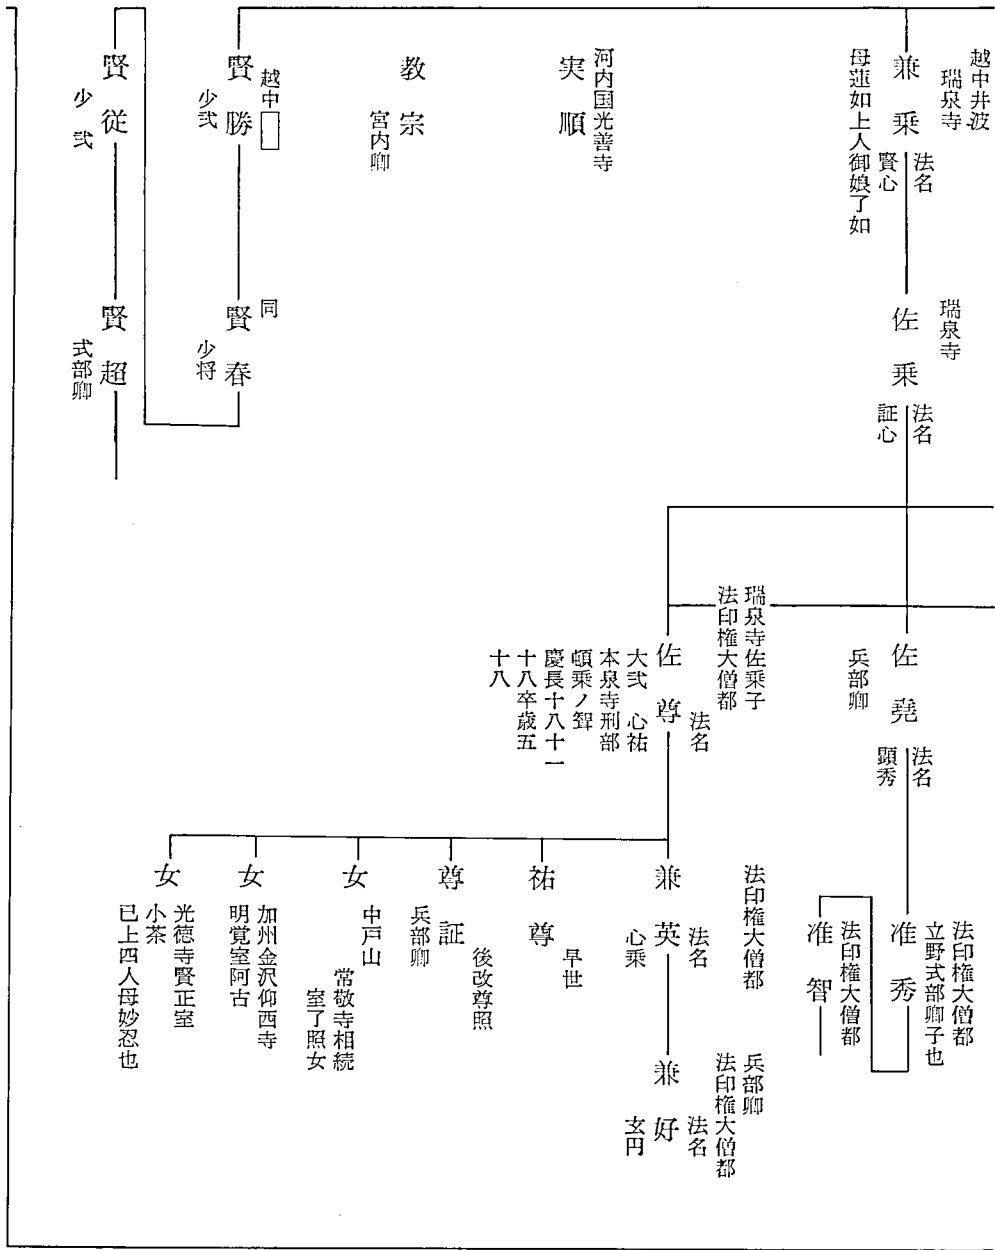 越中井波
瑞泉寺
兼乗
法名
賢心
母蓮如上人御娘了如
瑞泉寺
佐乗
法名
証心
佐堯
兵部卿
法名
顕秀
法印権大僧都
立野式部卿子也
准秀
法印権大僧都
准智
瑞泉寺佐乗子
法印権大僧都
佐尊
法名
大弐 心祐
本泉寺刑部
頓乗ノ聟
慶長十八十一
十八卒歳五
十八
法印権大僧都
兼英
法名
心乗
兵部卿
法印権大僧都
兼好
法名
玄円
祐尊
早世
尊証
後改尊照
兵部卿
女
中戸山
常敬寺相続
室了照女
女
加州金沢仰西寺
明覚室阿古
女
光徳寺賢正室
小茶
已上四人母妙忍也
河内国光善寺
実順
教宗
宮内卿
越中
賢勝
少弐
同
賢春
少将
賢従
少弐
賢超
式部卿